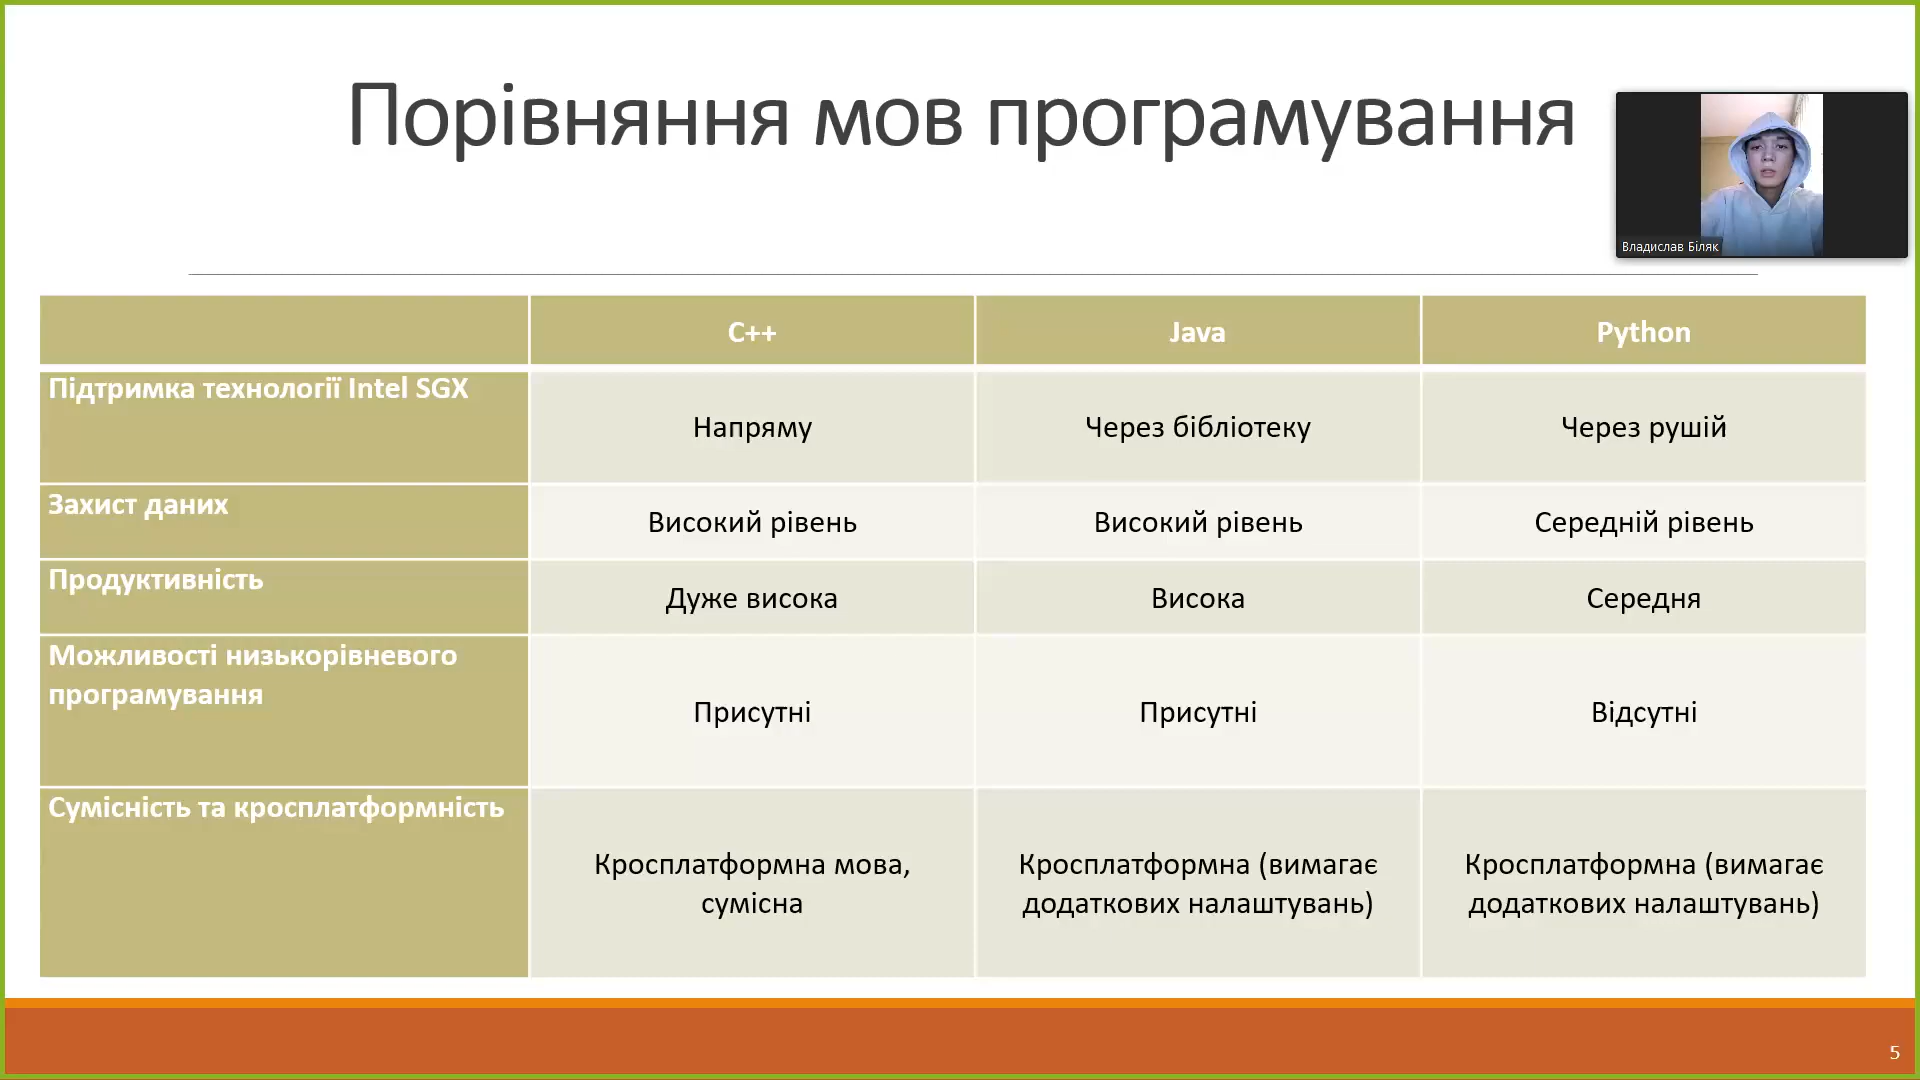 Порівняння мов програмування
Владислав Біляк
C++ Java Python
Підтримка технології Intel SGX
Напряму Через бібліотеку Через рушій
Захист даних
Високий рівень Високий рівень Середній рівень
Продуктивність
Дуже висока Висока Середня
Можливості низькорівневого
програмування
Присутні Присутні Відсутні
Сумісність та кросплатформність
Кросплатформна мова,
сумісна
Кросплатформна (вимагає
додаткових налаштувань)
Кросплатформна (вимагає
додаткових налаштувань)
5